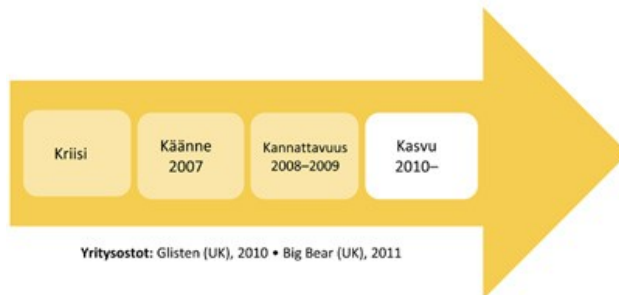 Kriisi
Käänne
2007
Kannattavuus
2008–2009
Kasvu
2010–
Yritysostot: Glisten (UK), 2010 • Big Bear (UK), 2011